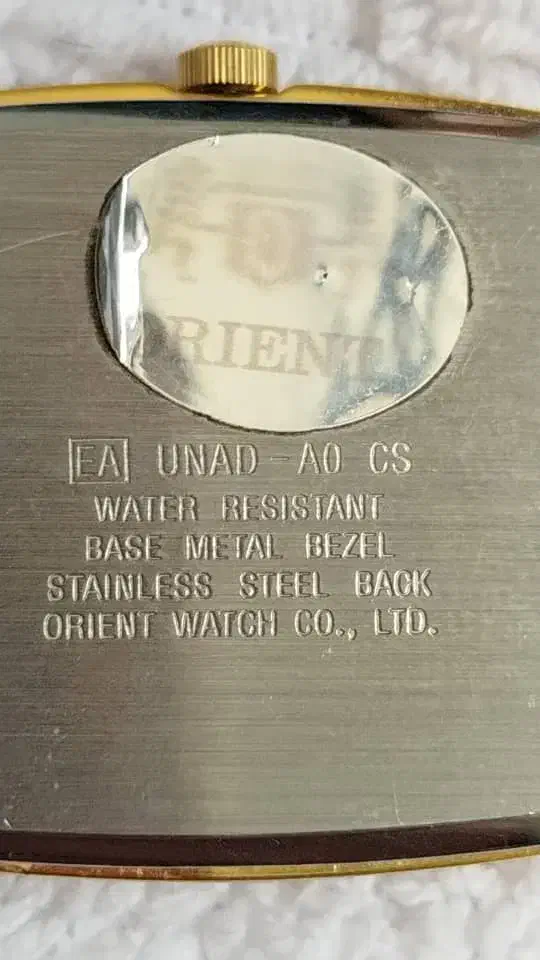 ORIENT
EA UNAD-A0 CS
WATER RESISTANT
BASE METAL BEZEL
STAINLESS STEEL BACK
ORIENT WATCH CO., LTD.